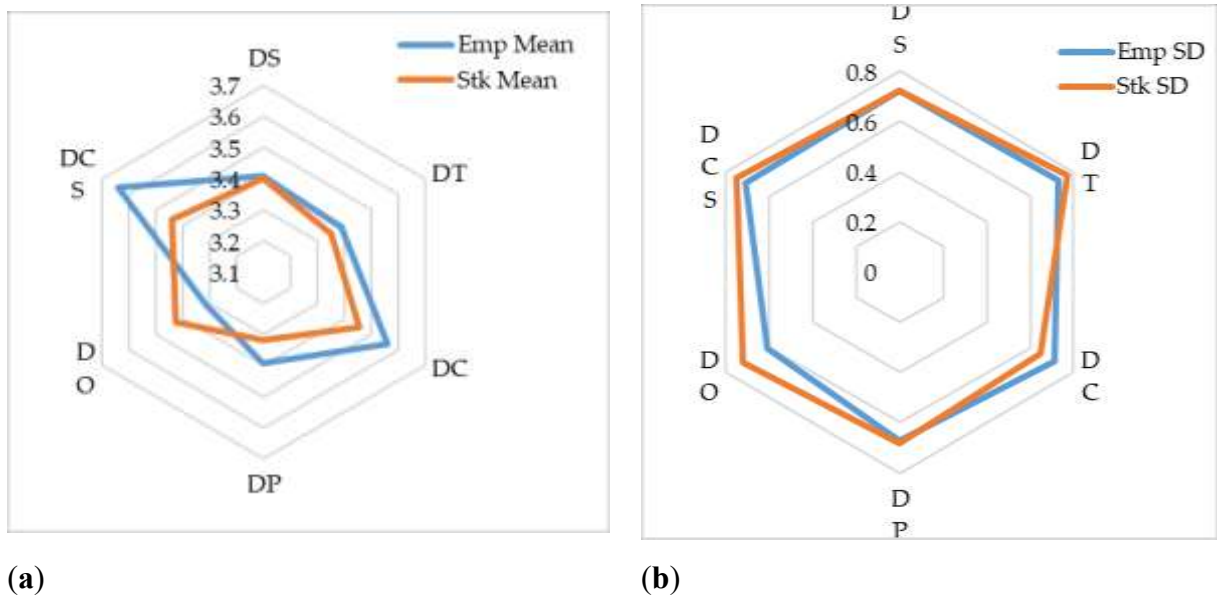 Emp Mean
Stk Mean
DS
3.7
3.6
3.5
3.4
3.3
3.2
3.1
DT
DC
DP
D
O
DC
S
(a)
D
S
Emp SD
Stk SD
0.8
0.6
0.4
0.2
0
D
T
D
C
D
P
D
O
D
C
S
(b)